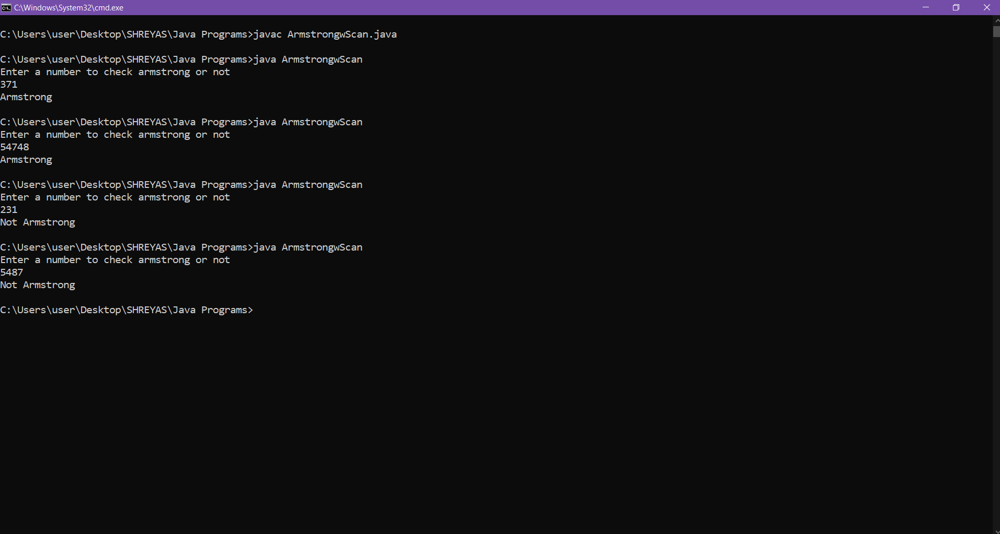 C:\Windows\System32\cmd.exe
C:\Users\user\Desktop\SHREYAS\Java Programs>javac ArmstrongwScan.java
C:\Users\user\Desktop\SHREYAS\Java Programs>java ArmstrongwScan
Enter a number to check armstrong or not
371
Armstrong
C:\Users\user\Desktop\SHREYAS\Java Programs>java ArmstrongwScan
Enter a number to check armstrong or not
54748
Armstrong
C:\Users\user\Desktop\SHREYAS\Java Programs>java ArmstrongwScan
Enter a number to check armstrong or not
231
Not Armstrong
C:\Users\user\Desktop\SHREYAS\Java Programs>java ArmstrongwScan
Enter a number to check armstrong or not
5487
Not Armstrong
C:\Users\user\Desktop\SHREYAS\Java Programs>